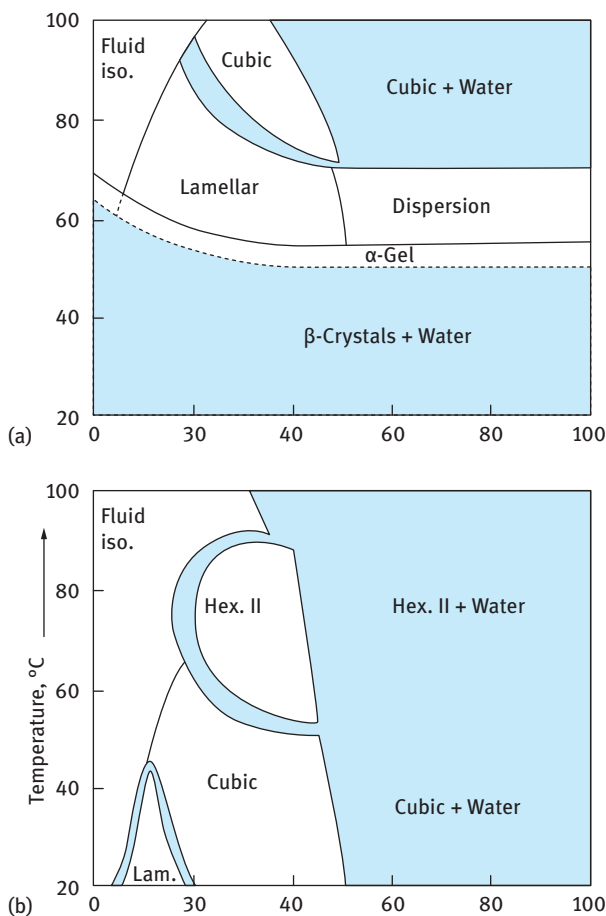 100
Fluid
iso.
Cubic
Cubic + Water
80
Lamellar
Dispersion
60
α-Gel
40
β-Crystals + Water
20
(a)
0 30 40 60 80 100
100
Fluid
iso.
80
Hex. II
Hex. II + Water
60
Temperature, °C
40
Cubic
Cubic + Water
Lam.
20
(b)
0 30 40 60 80 100